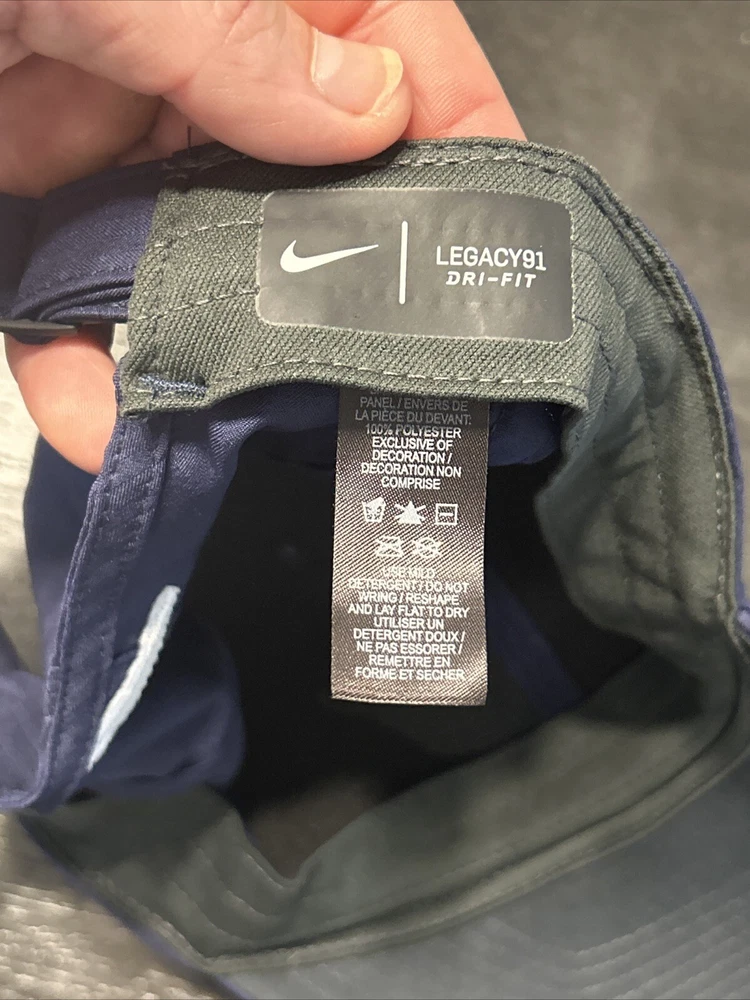 LEGACY91
DRI-FIT
PANEL / ENVERS DE
LA PIÈCE DU DEVANT:
100% POLYESTER
EXCLUSIVE OF
DECORATION /
DECORATION NON
COMPRISE
USE MILD
DETERGENT / DO NOT
WRING / RESHAPE
AND LAY FLAT TO DRY
UTILISER UN
DETERGENT DOUX /
NE PAS ESSORER /
REMETTRE EN
FORME ET SECHER